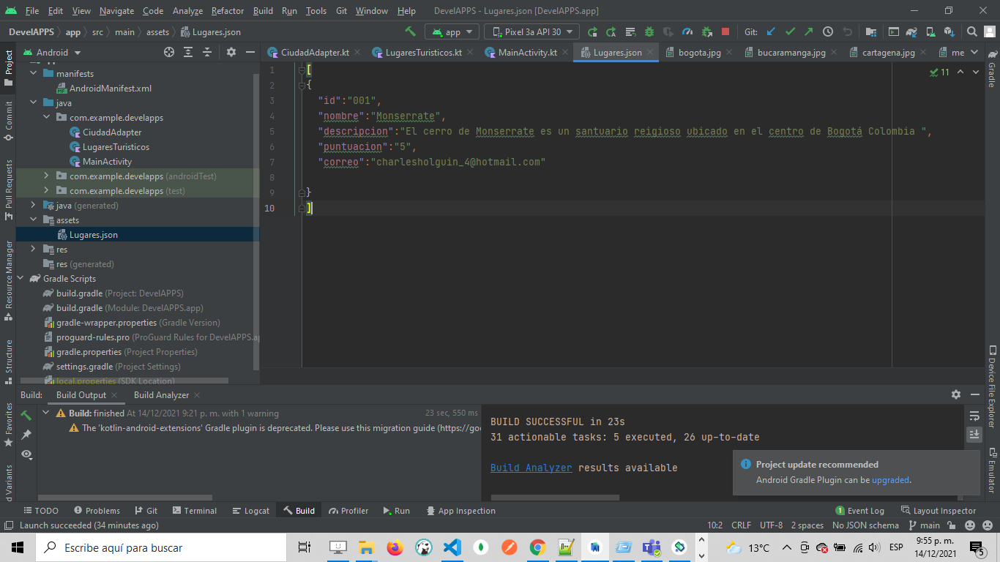 File Edit View Navigate Code Analyze Refactor Build Run Tools Git Window Help DevelAPPS - Lugares.json [DevelAPPS.app]
DevelAPPS app src main assets Lugares.json app Pixel 3a API 30 Git:
Android CiudadAdapter.kt LugaresTuristicos.kt MainActivity.kt Lugares.json bogota.jpg bucaramanga.jpg cartagena.jpg me
Project
Commit
Pull Requests
Resource Manager
Structure
Favorites
d Variants
manifests
AndroidManifest.xml
java
com.example.develapps
CiudadAdapter
LugaresTuristicos
MainActivity
com.example.develapps (androidTest)
com.example.develapps (test)
java (generated)
assets
Lugares.json
res
res (generated)
Gradle Scripts
build.gradle (Project: DevelAPPS)
build.gradle (Module: DevelAPPS.app)
gradle-wrapper.properties (Gradle Version)
proguard-rules.pro (ProGuard Rules for DevelAPPS.ap
gradle.properties (Project Properties)
settings.gradle (Project Settings)
local.properties (SDK Location)
1 [
2 {
3 "id":"001",
4 "nombre":"Monserrate",
5 "descripcion":"El cerro de Monserrate es un santuario reigioso ubicado en el centro de Bogotá Colombia ",
6 "puntuacion":"5",
7 "correo":"charlesholguin_4@hotmail.com"
8
9 }
10 ]
11
Gradle
Device File Explorer
Emulator
Build: Build Output Build Analyzer
Build: finished At 14/12/2021 9:21 p. m. with 1 warning 23 sec, 550 ms
The 'kotlin-android-extensions' Gradle plugin is deprecated. Please use this migration guide (https://goo
BUILD SUCCESSFUL in 23s
31 actionable tasks: 5 executed, 26 up-to-date
Build Analyzer results available
Project update recommended
Android Gradle Plugin can be upgraded.
TODO Problems Git Terminal Logcat Build Profiler Run App Inspection 1 Event Log Layout Inspector
Launch succeeded (34 minutes ago) 10:2 CRLF UTF-8 2 spaces No JSON schema main
Escribe aquí para buscar 13°C ESP 9:55 p. m.
14/12/2021 5